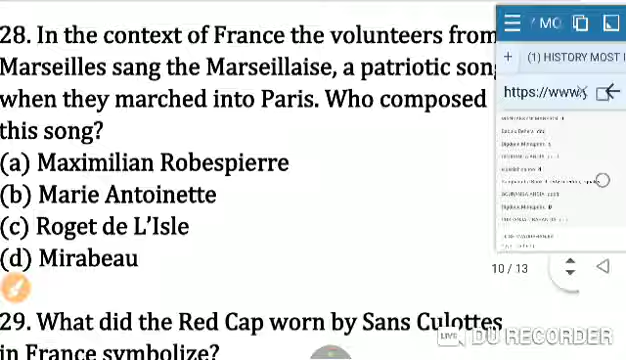 28. In the context of France the volunteers from
Marseilles sang the Marseillaise, a patriotic song
when they marched into Paris. Who composed
this song?
(a) Maximilian Robespierre
(b) Marie Antoinette
(c) Roget de L’Isle
(d) Mirabeau
29. What did the Red Cap worn by Sans Culottes
in France symbolize?
MO
+ (1) HISTORY MOST I
https://www.y
10 / 13
LIVE DU RECORDER